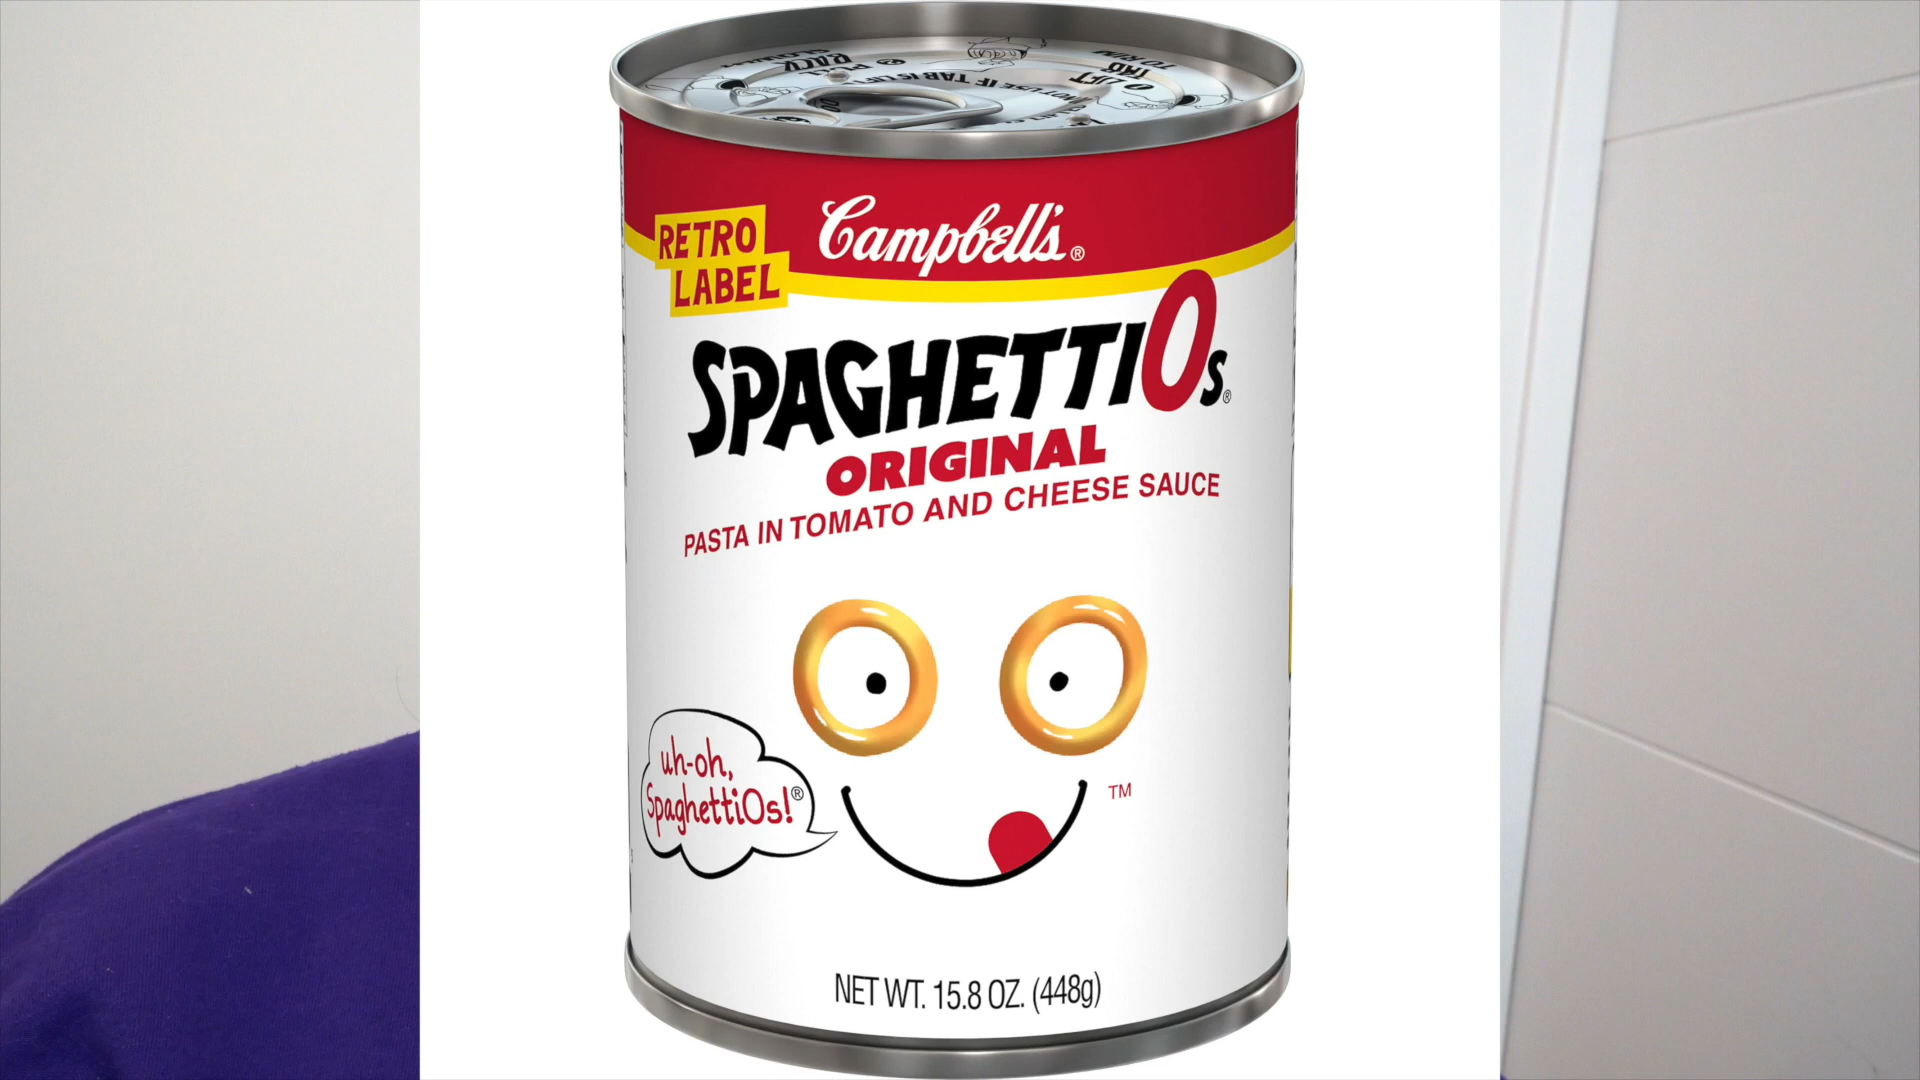 RETRO
LABEL
Campbell's®
SPAGHETTIOs®
ORIGINAL
PASTA IN TOMATO AND CHEESE SAUCE
uh-oh,
SpaghettiOs!®
TM
NET WT. 15.8 OZ. (448g)